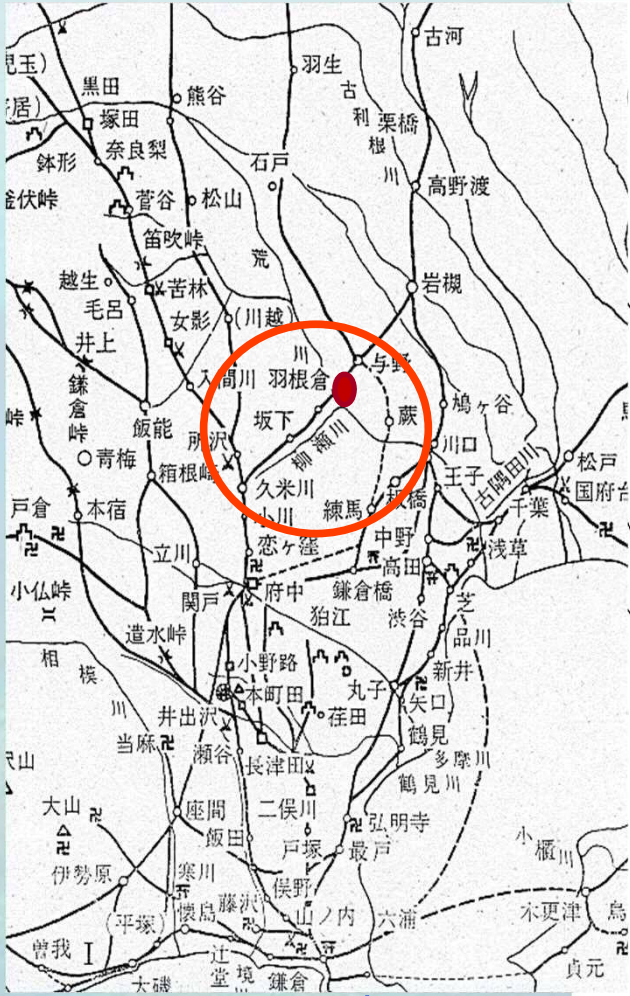 古河
羽生
黒田
熊谷
塚田
古利根川
栗橋
奈良梨
鉢形
石戸
高野渡
釜伏峠
菅谷
松山
笛吹峠
荒川
越生
毛呂
苦林
岩槻
女影
(川越)
井上
与野
入間川
羽根倉
鎌倉峠
飯能
坂下
蕨
鳩ヶ谷
所沢
柳瀬川
川口
青梅
箱根崎
久米川
板橋
王子
古隅田川
松戸
国府台
千葉
戸倉
本宿
小川
練馬
恋ヶ窪
中野
浅草
立川
高田
小仏峠
関戸
府中
鎌倉橋
狛江
渋谷
芝
品川
遣水峠
小野路
新井
相模川
本町田
丸子
矢口
井出沢
荏田
当麻
瀬谷
長津田
鶴見
多摩川
鶴見川
座間
二俣川
弘明寺
大山
飯田
戸塚
最戸
小櫃川
伊勢原
寒川
俣野
(平塚)
懐島
藤沢
山ノ内
六浦
木更津
曽我
I
辻堂
境川
大磯
鎌倉
貞元